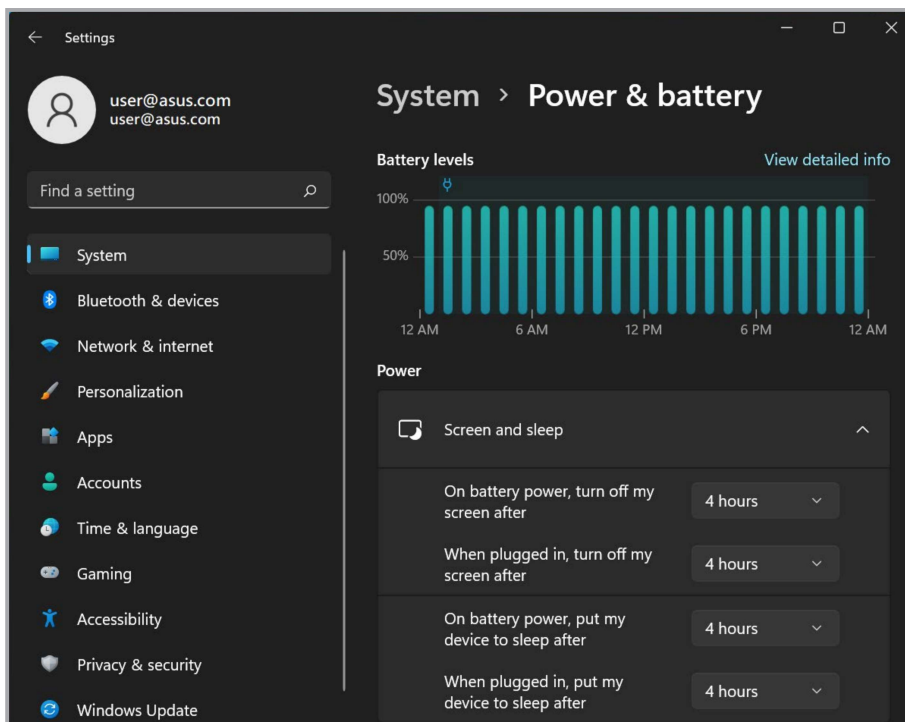 Settings
user@asus.com
user@asus.com
Find a setting
System
Bluetooth & devices
Network & internet
Personalization
Apps
Accounts
Time & language
Gaming
Accessibility
Privacy & security
Windows Update
System > Power & battery
Battery levels
View detailed info
100%
50%
12 AM 6 AM 12 PM 6 PM 12 AM
Power
Screen and sleep
On battery power, turn off my
screen after
4 hours
When plugged in, turn off my
screen after
4 hours
On battery power, put my
device to sleep after
4 hours
When plugged in, put my
device to sleep after
4 hours